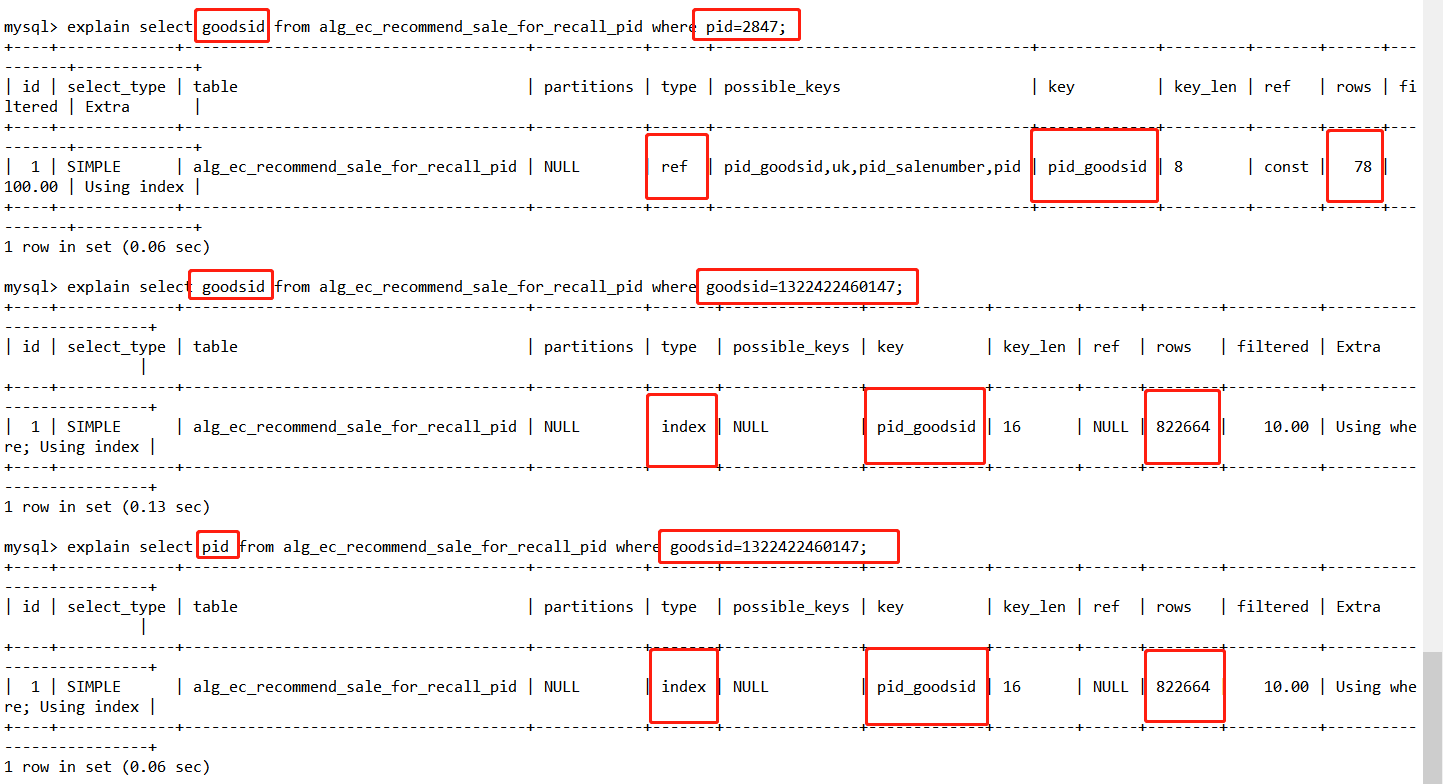 mysql> explain select goodsid from alg_ec_recommend_sale_for_recall_pid where pid=2847;
+----+-------------+--------------------------------------+------------+------+-----------------------------------+------------+---------+-------+------+---
-------+-------------+
| id | select_type | table                                | partitions | type | possible_keys                     | key        | key_len | ref   | rows | fi
ltered | Extra       |
+----+-------------+--------------------------------------+------------+------+-----------------------------------+------------+---------+-------+------+---
-------+-------------+
|  1 | SIMPLE      | alg_ec_recommend_sale_for_recall_pid | NULL       | ref  | pid_goodsid,uk,pid_salenumber,pid | pid_goodsid | 8       | const |   78 |
100.00 | Using index |
+----+-------------+--------------------------------------+------------+------+-----------------------------------+------------+---------+-------+------+---
-------+-------------+
1 row in set (0.06 sec)
mysql> explain select goodsid from alg_ec_recommend_sale_for_recall_pid where goodsid=1322422460147;
+----+-------------+--------------------------------------+------------+-------+---------------+-------------+---------+------+--------+----------+----------
----------------+
| id | select_type | table                                | partitions | type  | possible_keys | key         | key_len | ref  | rows   | filtered | Extra
                |
+----+-------------+--------------------------------------+------------+-------+---------------+-------------+---------+------+--------+----------+----------
----------------+
|  1 | SIMPLE      | alg_ec_recommend_sale_for_recall_pid | NULL       | index | NULL          | pid_goodsid | 16      | NULL | 822664 |    10.00 | Using whe
re; Using index |
+----+-------------+--------------------------------------+------------+-------+---------------+-------------+---------+------+--------+----------+----------
----------------+
1 row in set (0.13 sec)
mysql> explain select pid from alg_ec_recommend_sale_for_recall_pid where goodsid=1322422460147;
+----+-------------+--------------------------------------+------------+-------+---------------+-------------+---------+------+--------+----------+----------
----------------+
| id | select_type | table                                | partitions | type  | possible_keys | key         | key_len | ref  | rows   | filtered | Extra
                |
+----+-------------+--------------------------------------+------------+-------+---------------+-------------+---------+------+--------+----------+----------
----------------+
|  1 | SIMPLE      | alg_ec_recommend_sale_for_recall_pid | NULL       | index | NULL          | pid_goodsid | 16      | NULL | 822664 |    10.00 | Using whe
re; Using index |
+----+-------------+--------------------------------------+------------+-------+---------------+-------------+---------+------+--------+----------+----------
----------------+
1 row in set (0.06 sec)